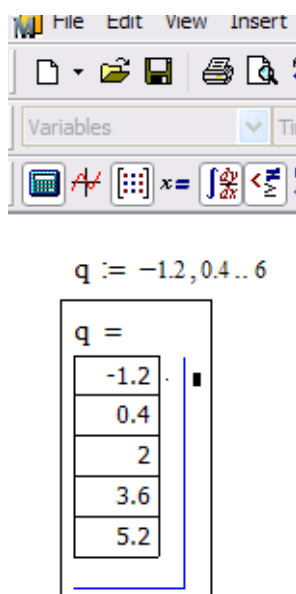 File Edit View Insert
Variables
x=
q := −1.2 , 0.4 .. 6
q =
-1.2
0.4
2
3.6
5.2